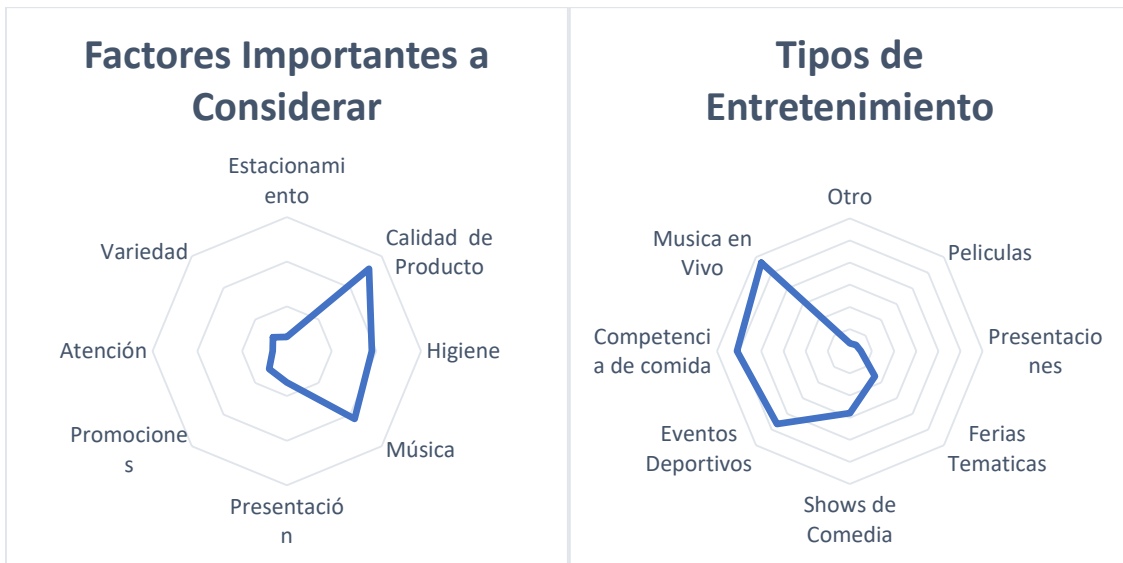 Factores Importantes a
Considerar
Estacionami
ento
Calidad de
Producto
Higiene
Música
Presentació
n
Promocione
s
Atención
Variedad
Tipos de
Entretenimiento
Otro
Peliculas
Presentacio
nes
Ferias
Tematicas
Shows de
Comedia
Eventos
Deportivos
Competenci
a de comida
Musica en
Vivo